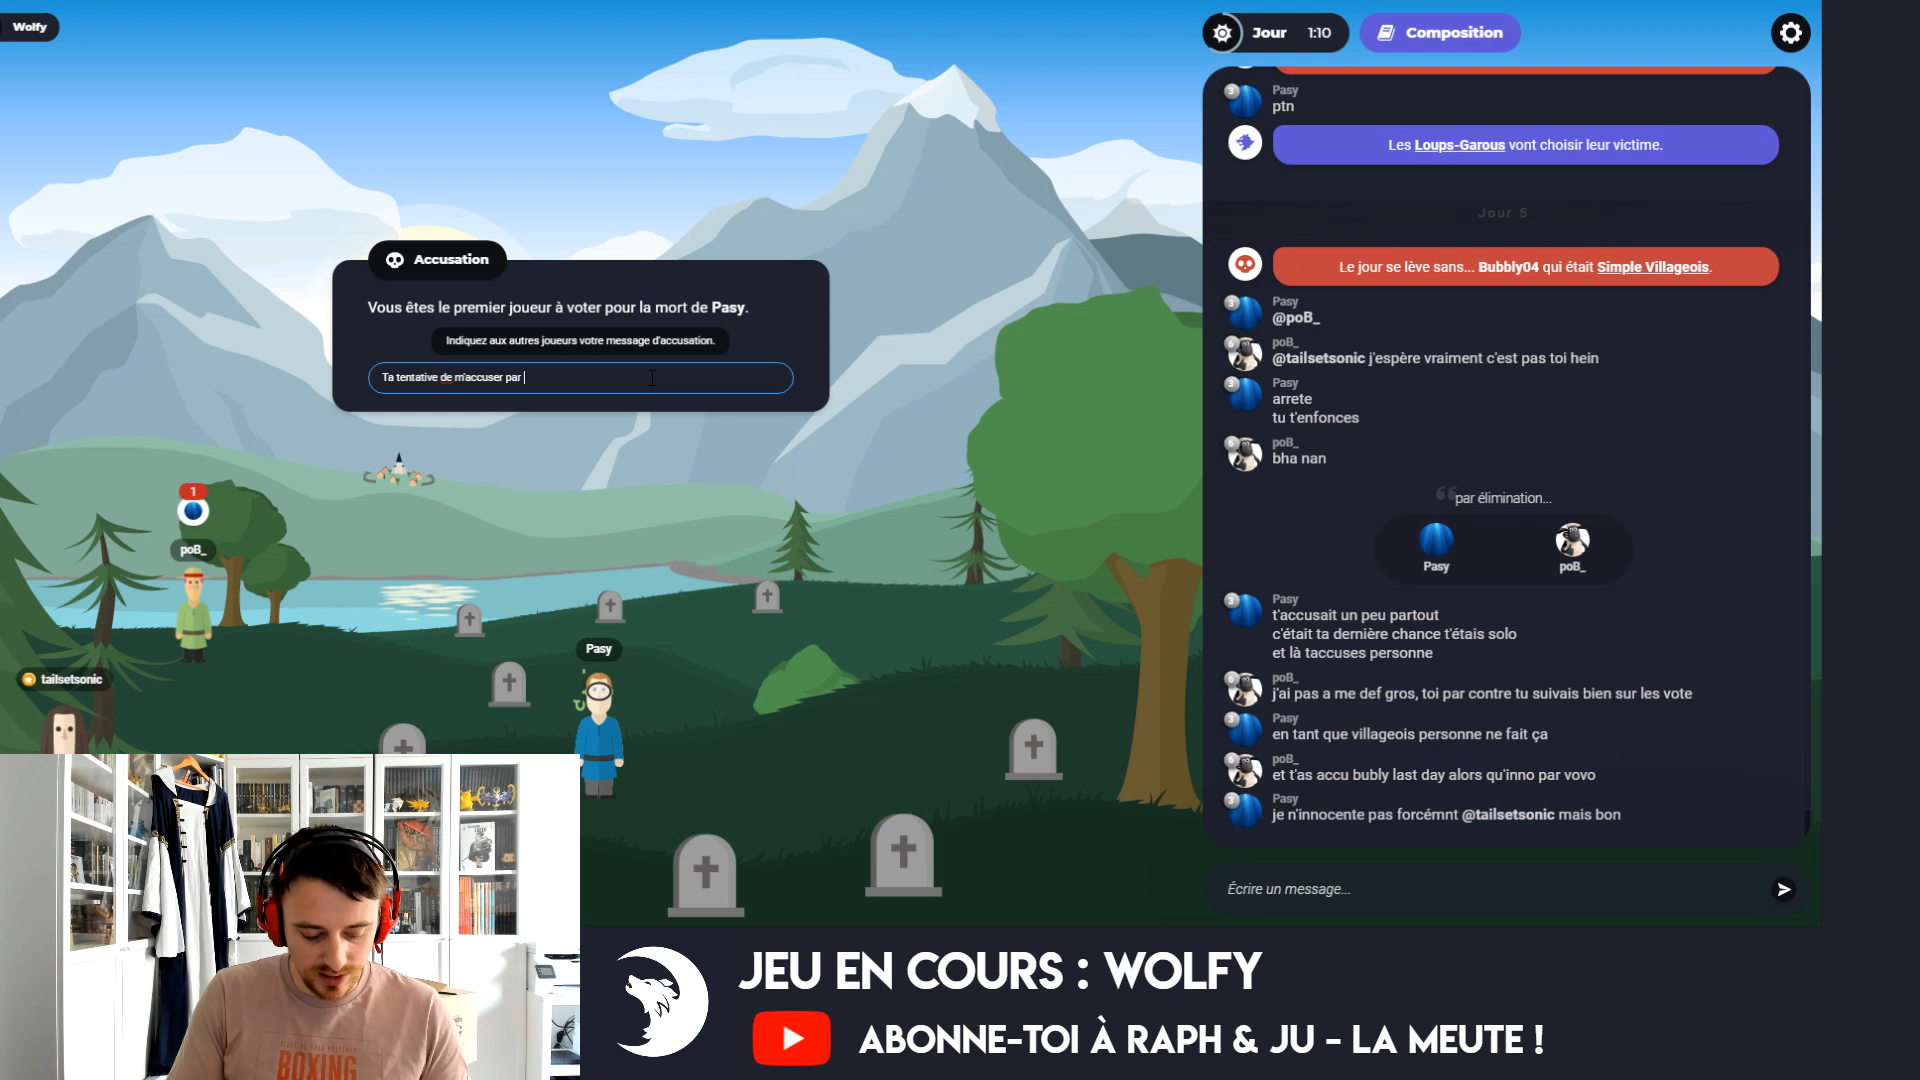 Wolfy
Jour 1:10
Composition
Pasy
ptn
Les Loups-Garous vont choisir leur victime.
Jour 5
Le jour se lève sans... Bubbly04 qui était Simple Villageois.
Pasy
@poB_
poB_
@tailsetsonic j'espère vraiment c'est pas toi hein
Pasy
arrete
tu t'enfonces
poB_
bha nan
par élimination...
Pasy
poB_
Pasy
t'accusait un peu partout
c'était ta dernière chance t'étais solo
et là taccuses personne
poB_
j'ai pas a me def gros, toi par contre tu suivais bien sur les vote
Pasy
en tant que villageois personne ne fait ça
poB_
et t'as accu bubly last day alors qu'inno par vovo
Pasy
je n'innocente pas forcémnt @tailsetsonic mais bon
Écrire un message...
Accusation
Vous êtes le premier joueur à voter pour la mort de Pasy.
Indiquez aux autres joueurs votre message d'accusation.
Ta tentative de m'accuser par
1
poB_
tailsetsonic
Pasy
BOXING
JEU EN COURS : WOLFY
ABONNE-TOI À RAPH & JU - LA MEUTE !